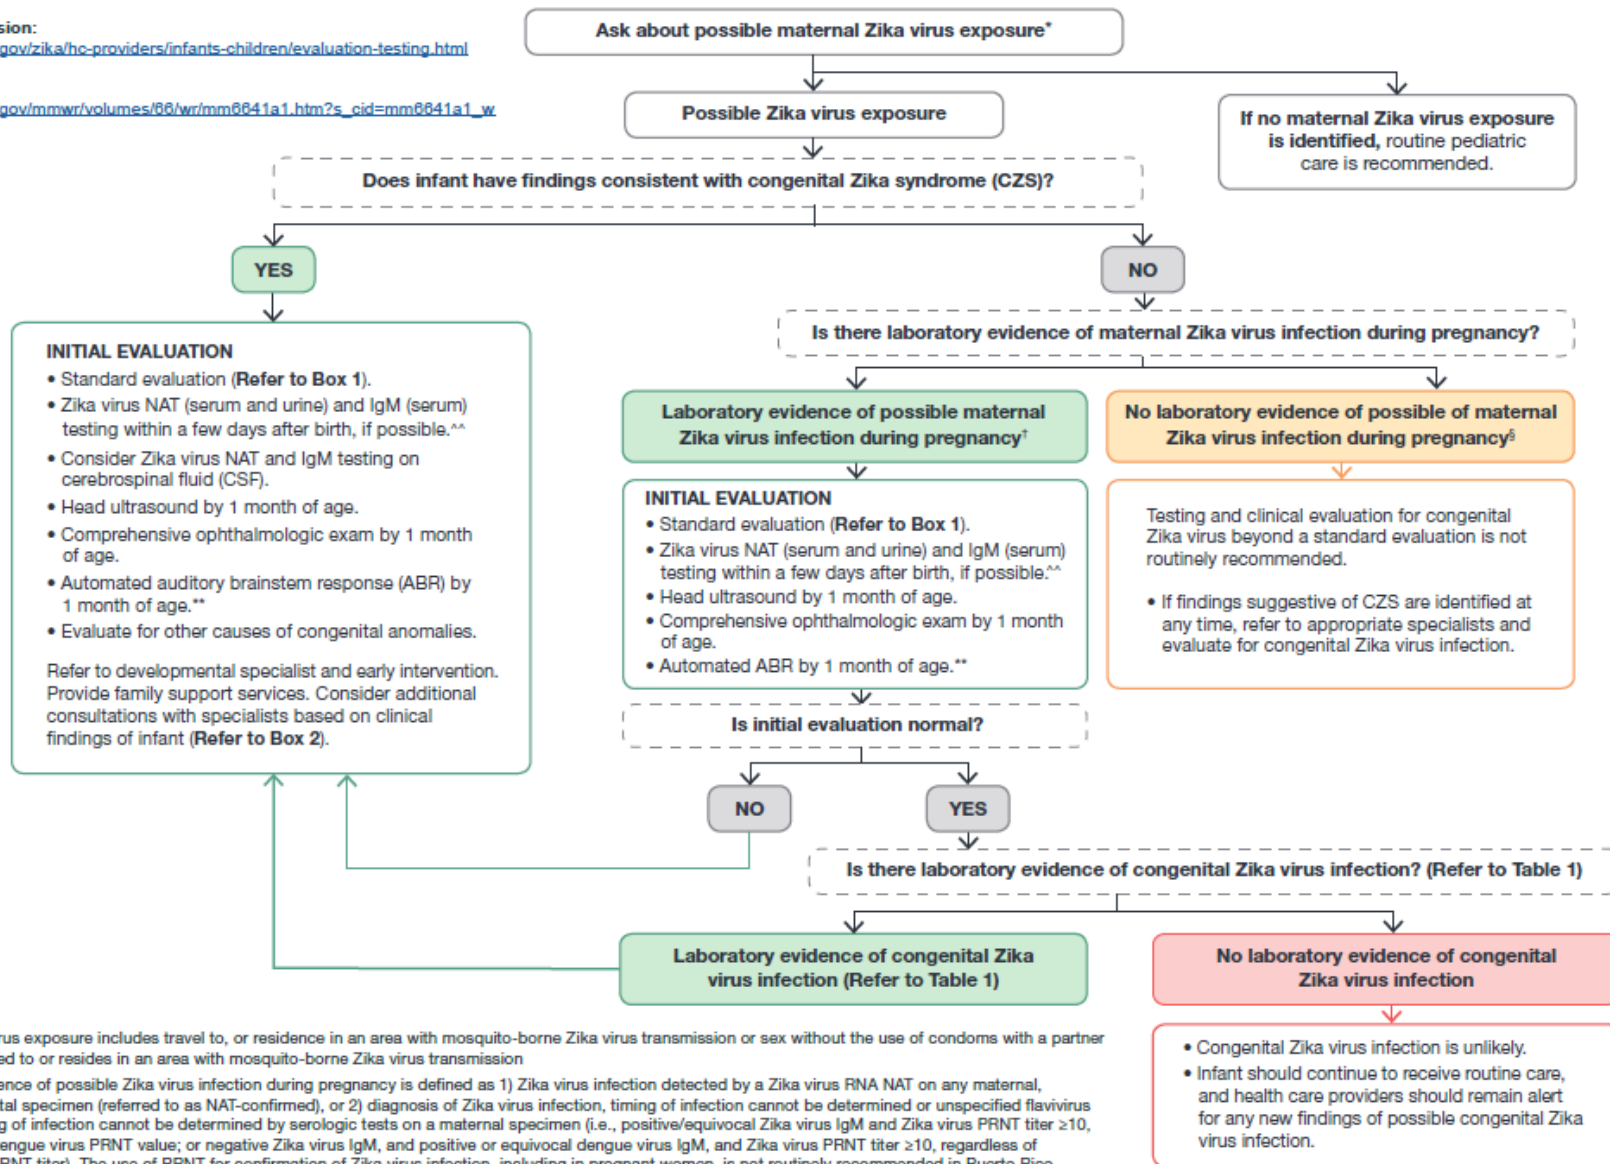 sion:
gov/zika/hc-providers/infants-children/evaluation-testing.html
gov/mmwr/volumes/66/wr/mm6641a1.htm?s_cid=mm6641a1_w
Ask about possible maternal Zika virus exposure*
Possible Zika virus exposure
If no maternal Zika virus exposure
is identified, routine pediatric
care is recommended.
Does infant have findings consistent with congenital Zika syndrome (CZS)?
YES
NO
INITIAL EVALUATION
• Standard evaluation (Refer to Box 1).
• Zika virus NAT (serum and urine) and IgM (serum)
testing within a few days after birth, if possible.^^
• Consider Zika virus NAT and IgM testing on
cerebrospinal fluid (CSF).
• Head ultrasound by 1 month of age.
• Comprehensive ophthalmologic exam by 1 month
of age.
• Automated auditory brainstem response (ABR) by
1 month of age.**
• Evaluate for other causes of congenital anomalies.
Refer to developmental specialist and early intervention.
Provide family support services. Consider additional
consultations with specialists based on clinical
findings of infant (Refer to Box 2).
Is there laboratory evidence of maternal Zika virus infection during pregnancy?
Laboratory evidence of possible maternal
Zika virus infection during pregnancy†
No laboratory evidence of possible of maternal
Zika virus infection during pregnancy§
INITIAL EVALUATION
• Standard evaluation (Refer to Box 1).
• Zika virus NAT (serum and urine) and IgM (serum)
testing within a few days after birth, if possible.^^
• Head ultrasound by 1 month of age.
• Comprehensive ophthalmologic exam by 1 month
of age.
• Automated ABR by 1 month of age.**
Testing and clinical evaluation for congenital
Zika virus beyond a standard evaluation is not
routinely recommended.
• If findings suggestive of CZS are identified at
any time, refer to appropriate specialists and
evaluate for congenital Zika virus infection.
Is initial evaluation normal?
NO
YES
Is there laboratory evidence of congenital Zika virus infection? (Refer to Table 1)
Laboratory evidence of congenital Zika
virus infection (Refer to Table 1)
No laboratory evidence of congenital
Zika virus infection
• Congenital Zika virus infection is unlikely.
• Infant should continue to receive routine care,
and health care providers should remain alert
for any new findings of possible congenital Zika
virus infection.
rus exposure includes travel to, or residence in an area with mosquito-borne Zika virus transmission or sex without the use of condoms with a partner
ed to or resides in an area with mosquito-borne Zika virus transmission
ence of possible Zika virus infection during pregnancy is defined as 1) Zika virus infection detected by a Zika virus RNA NAT on any maternal,
tal specimen (referred to as NAT-confirmed), or 2) diagnosis of Zika virus infection, timing of infection cannot be determined or unspecified flavivirus
g of infection cannot be determined by serologic tests on a maternal specimen (i.e., positive/equivocal Zika virus IgM and Zika virus PRNT titer ≥10,
engue virus PRNT value; or negative Zika virus IgM, and positive or equivocal dengue virus IgM, and Zika virus PRNT titer ≥10, regardless of
PRNT titer). The use of PRNT for confirmation of Zika virus infection, including in pregnant women, is not routinely recommended in Puerto Rico